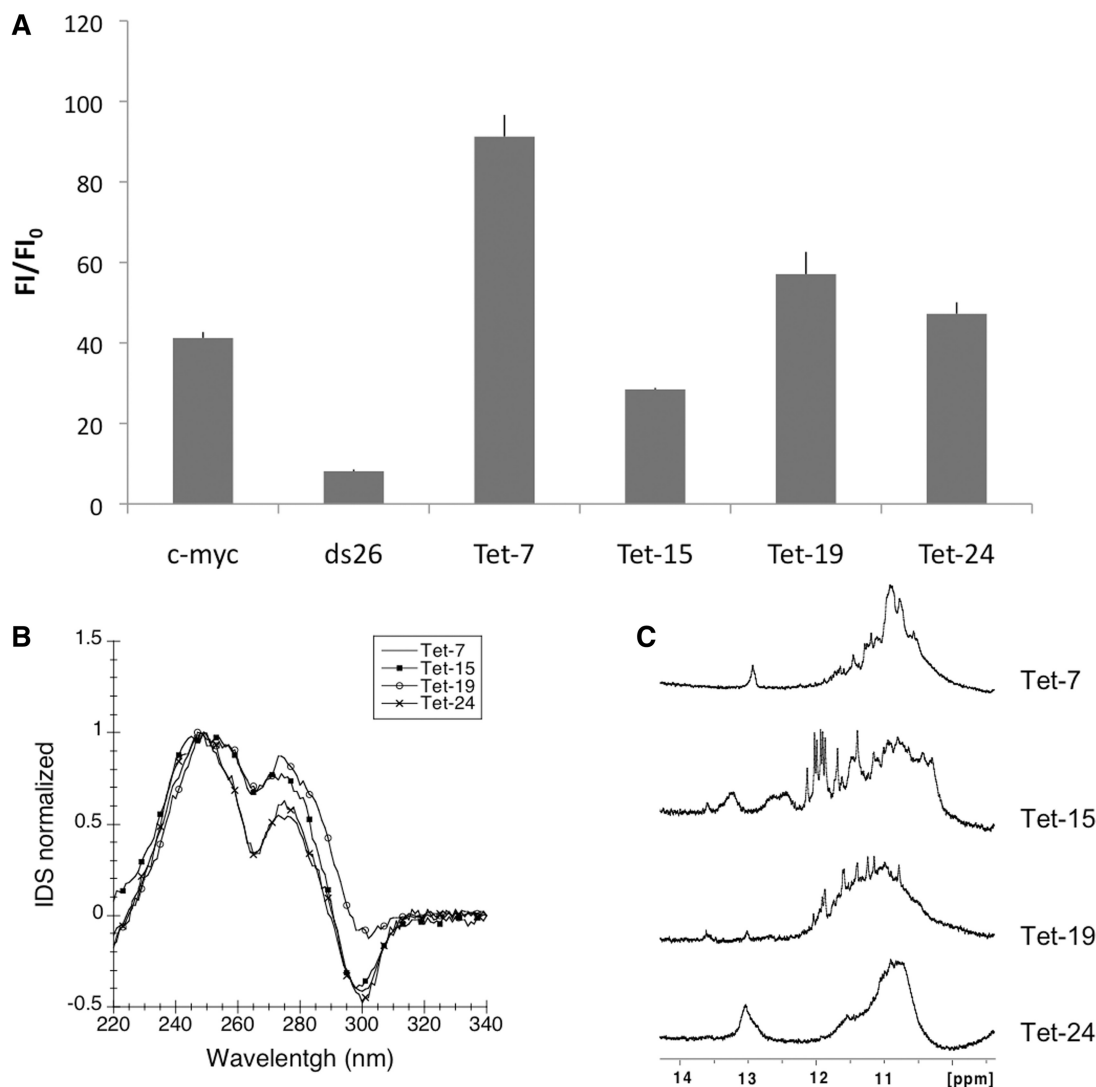 A
120
100
80
60
40
20
0
FI/FI0
c-myc ds26 Tet-7 Tet-15 Tet-19 Tet-24
B
1.5
1
0.5
0
-0.5
IDS normalized
Tet-7
Tet-15
Tet-19
Tet-24
220 240 260 280 300 320 340
Wavelentgh (nm)
C
Tet-7
Tet-15
Tet-19
Tet-24
14 13 12 11 [ppm]